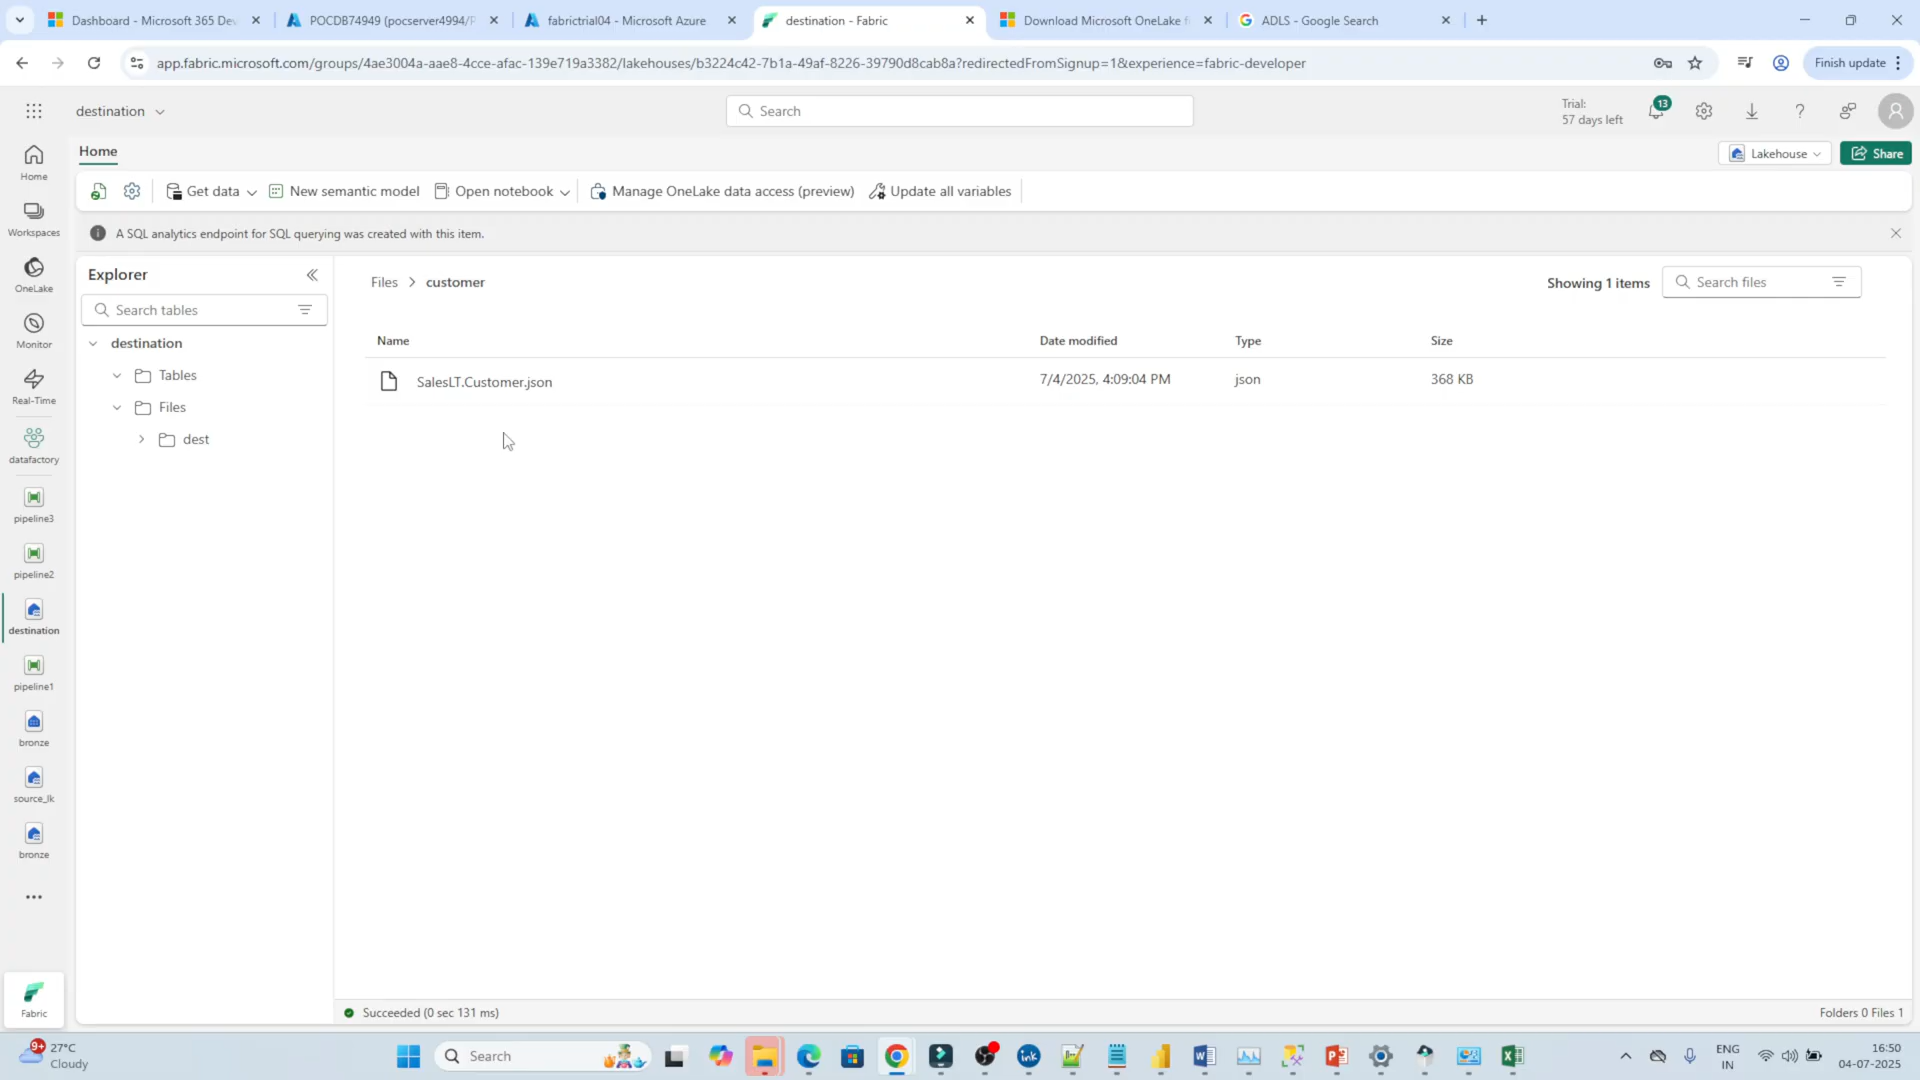 Dashboard - Microsoft 365 Dev
POCDB74949 (pocserver4994/P
fabrictrial04 - Microsoft Azure
destination - Fabric
Download Microsoft OneLake f
ADLS - Google Search
app.fabric.microsoft.com/groups/4ae3004a-aae8-4cce-afac-139e719a3382/lakehouses/b3224c42-7b1a-49af-8226-39790d8cab8a?redirectedFromSignup=1&experience=fabric-developer
Finish update
destination
Search
Trial:
57 days left
13
Home
Lakehouse
Share
Get data
New semantic model
Open notebook
Manage OneLake data access (preview)
Update all variables
A SQL analytics endpoint for SQL querying was created with this item.
Home
Workspaces
OneLake
Monitor
Real-Time
datafactory
pipeline3
pipeline2
destination
pipeline1
bronze
source_lk
bronze
Fabric
Explorer
Search tables
destination
Tables
Files
dest
Files > customer
Showing 1 items
Search files
Name Date modified Type Size
SalesLT.Customer.json 7/4/2025, 4:09:04 PM json 368 KB
Succeeded (0 sec 131 ms)
Folders 0 Files 1
9+
27°C
Cloudy
Search
ink
ENG
IN
16:50
04-07-2025